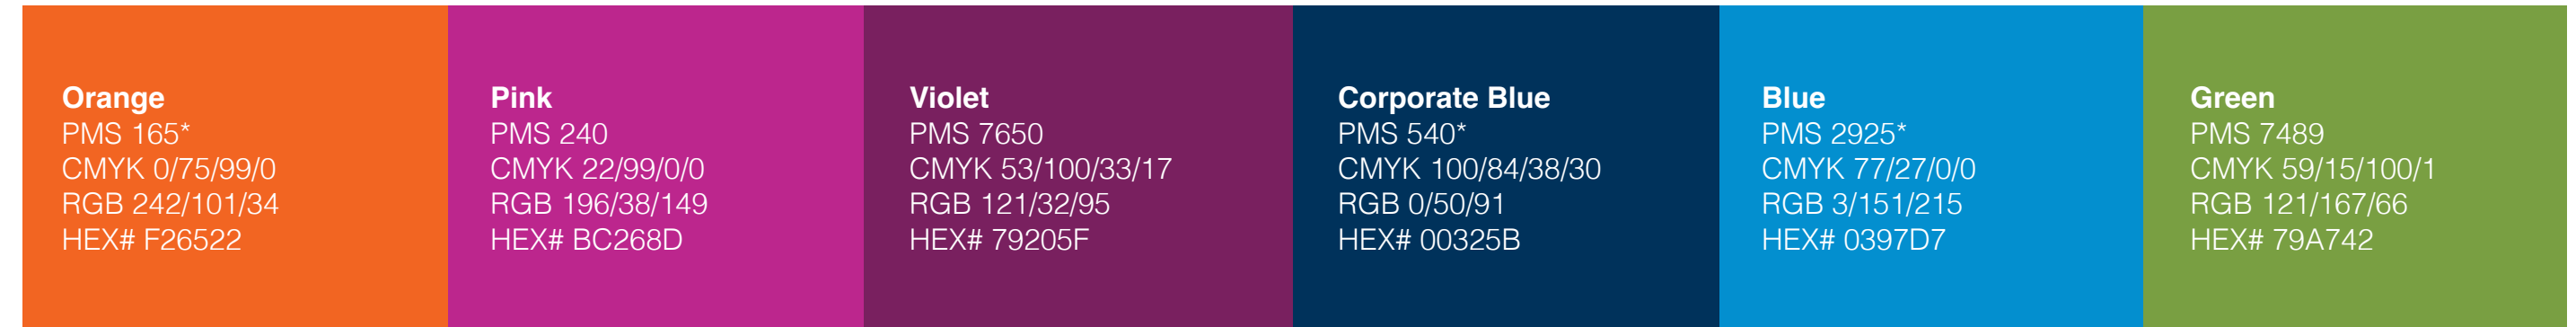 Orange
PMS 165*
CMYK 0/75/99/0
RGB 242/101/34
HEX# F26522
Pink
PMS 240
CMYK 22/99/0/0
RGB 196/38/149
HEX# BC268D
Violet
PMS 7650
CMYK 53/100/33/17
RGB 121/32/95
HEX# 79205F
Corporate Blue
PMS 540*
CMYK 100/84/38/30
RGB 0/50/91
HEX# 00325B
Blue
PMS 2925*
CMYK 77/27/0/0
RGB 3/151/215
HEX# 0397D7
Green
PMS 7489
CMYK 59/15/100/1
RGB 121/167/66
HEX# 79A742